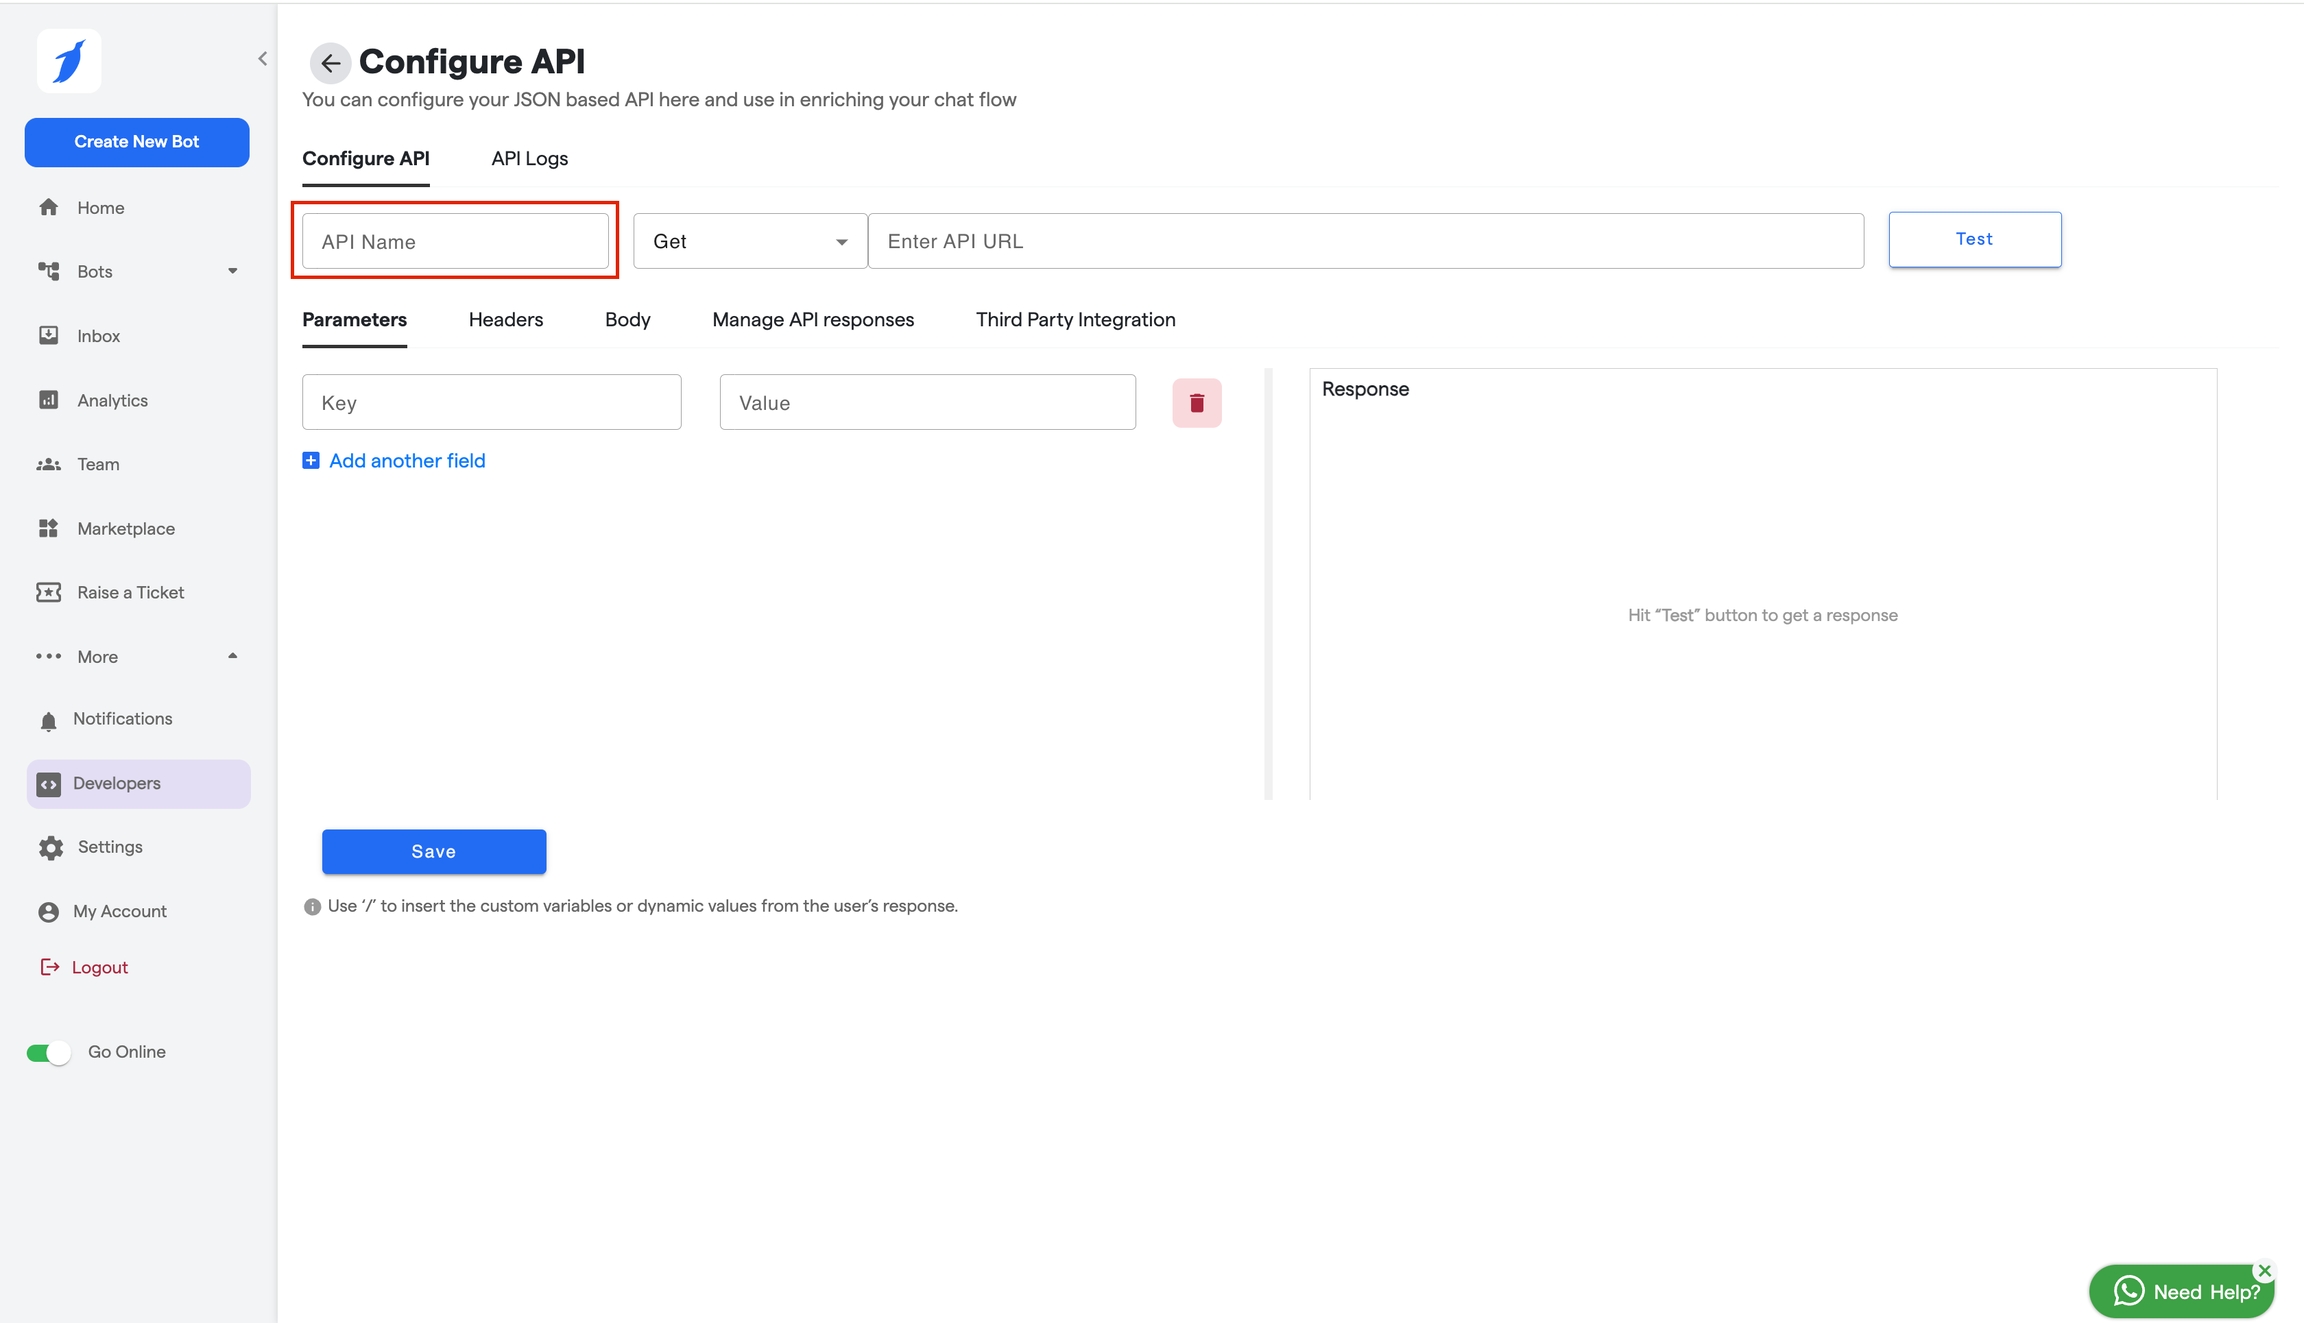 Create New Bot
Home
Bots
Inbox
Analytics
Team
Marketplace
Raise a Ticket
More
Notifications
Developers
Settings
My Account
Logout
Go Online
Configure API
You can configure your JSON based API here and use in enriching your chat flow
Configure API API Logs
API Name Get Enter API URL Test
Parameters Headers Body Manage API responses Third Party Integration
Key Value
Add another field
Response
Hit “Test” button to get a response
Save
Use ‘/’ to insert the custom variables or dynamic values from the user’s response.
Need Help?